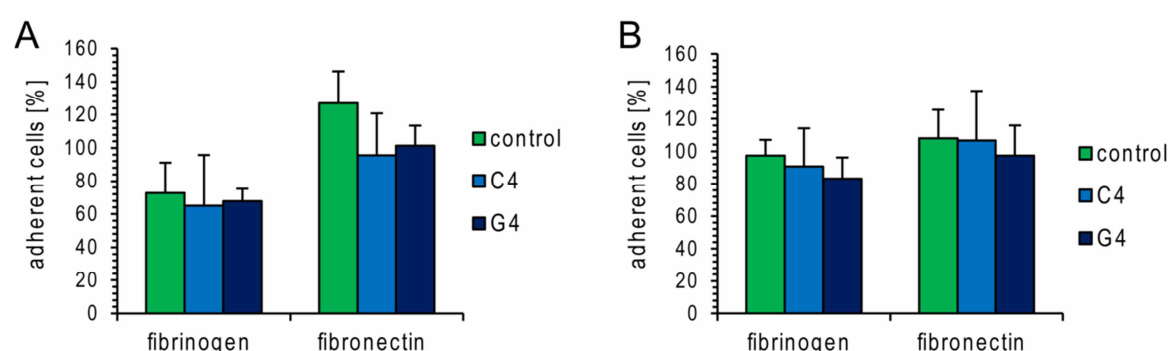 A
adherent cells [%]
160
140
120
100
80
60
40
20
0
fibrinogen
fibronectin
control
C4
G4
B
adherent cells [%]
160
140
120
100
80
60
40
20
0
fibrinogen
fibronectin
control
C4
G4